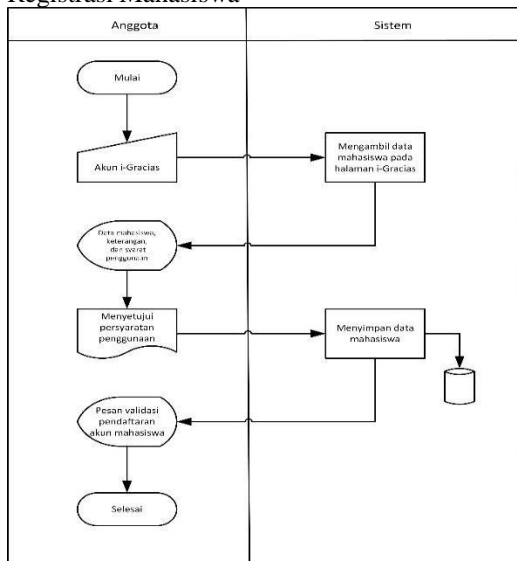 Registrasi Mahasiswa
Anggota
Sistem
Mulai
Akun i-Gracias
Mengambil data
mahasiswa pada
halaman i-Gracias
Data mahasiswa,
keterangan,
dan syarat
penggunaan
Menyetujui
persyaratan
penggunaan
Menyimpan data
mahasiswa
Pesan validasi
pendaftaran
akun mahasiswa
Selesai